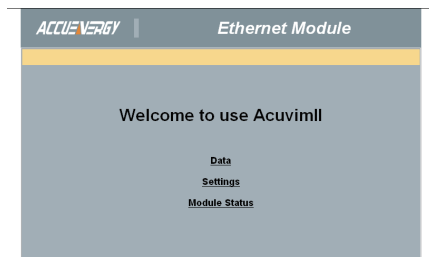 ACCUENERGY Ethernet Module
Welcome to use AcuvimII
Data
Settings
Module Status